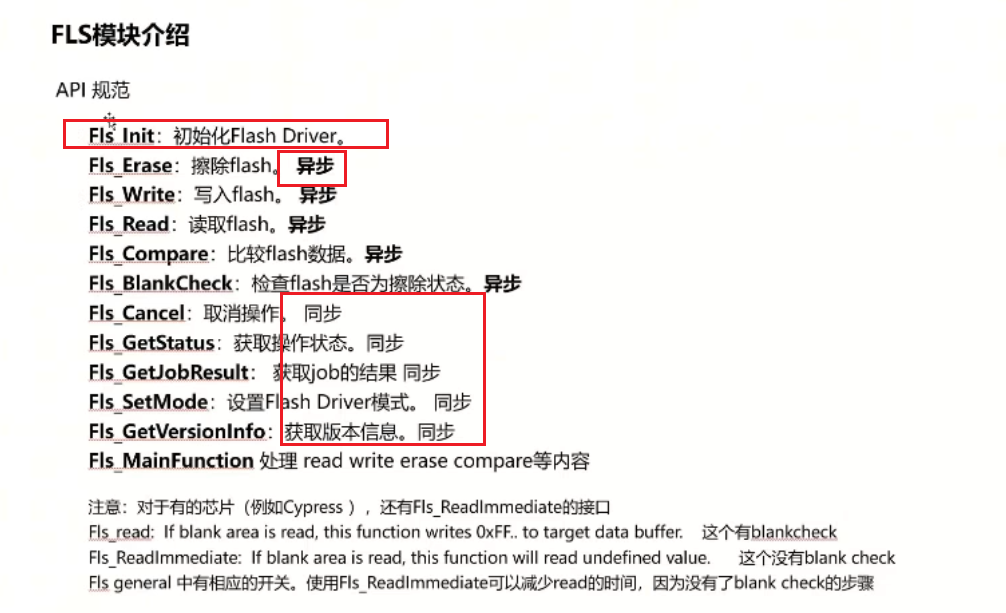 FLS模块介绍
API 规范
Fls_Init：初始化Flash Driver。
Fls_Erase：擦除flash。 异步
Fls_Write：写入flash。 异步
Fls_Read：读取flash。异步
Fls_Compare：比较flash数据。异步
Fls_BlankCheck：检查flash是否为擦除状态。异步
Fls_Cancel：取消操作。 同步
Fls_GetStatus：获取操作状态。同步
Fls_GetJobResult： 获取job的结果 同步
Fls_SetMode：设置Flash Driver模式。 同步
Fls_GetVersionInfo：获取版本信息。同步
Fls_MainFunction 处理 read write erase compare等内容
注意：对于有的芯片（例如Cypress ），还有Fls_ReadImmediate的接口
Fls_read: If blank area is read, this function writes 0xFF.. to target data buffer. 这个有blankcheck
Fls_ReadImmediate: If blank area is read, this function will read undefined value. 这个没有blank check
Fls general 中有相应的开关。使用Fls_ReadImmediate可以减少read的时间，因为没有了blank check的步骤